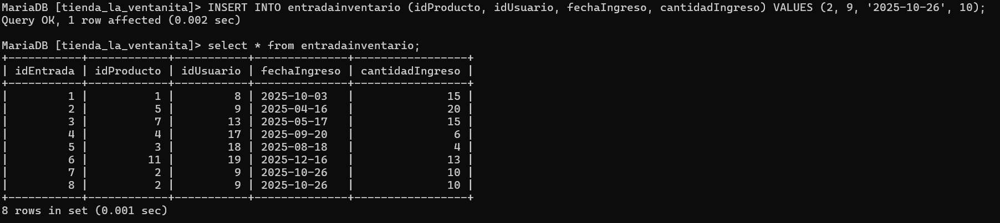 MariaDB [tienda_la_ventanita]> INSERT INTO entradainventario (idProducto, idUsuario, fechaIngreso, cantidadIngreso) VALUES (2, 9, '2025-10-26', 10);
Query OK, 1 row affected (0.002 sec)

MariaDB [tienda_la_ventanita]> select * from entradainventario;
+-----------+------------+-----------+--------------+-----------------+
| idEntrada | idProducto | idUsuario | fechaIngreso | cantidadIngreso |
+-----------+------------+-----------+--------------+-----------------+
|         1 |          1 |         8 | 2025-10-03   |              15 |
|         2 |          5 |         9 | 2025-04-16   |              20 |
|         3 |          7 |        13 | 2025-05-17   |              15 |
|         4 |          4 |        17 | 2025-09-20   |               6 |
|         5 |          3 |        18 | 2025-08-18   |               4 |
|         6 |         11 |        19 | 2025-12-16   |              13 |
|         7 |          2 |         9 | 2025-10-26   |              10 |
|         8 |          2 |         9 | 2025-10-26   |              10 |
+-----------+------------+-----------+--------------+-----------------+
8 rows in set (0.001 sec)